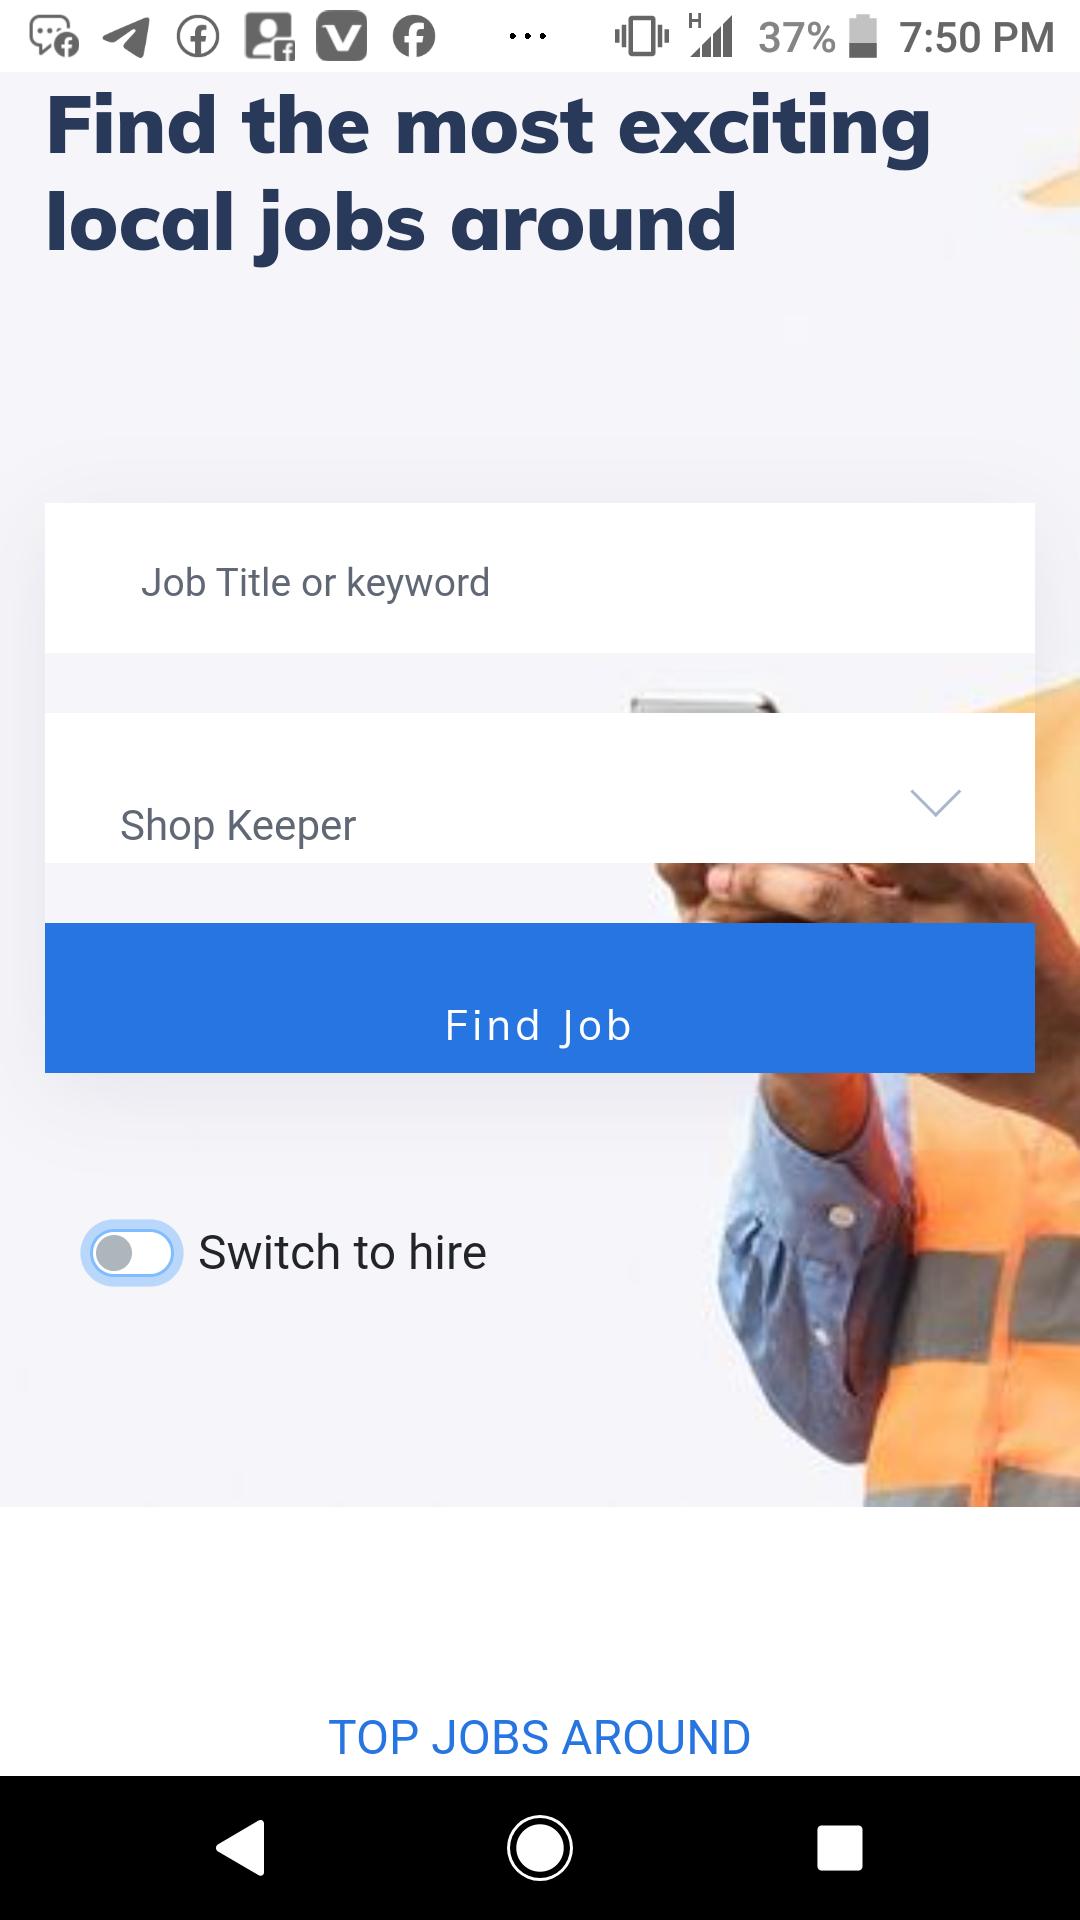 H 37% 7:50 PM
Find the most exciting
local jobs around
Job Title or keyword
Shop Keeper
Find Job
Switch to hire
TOP JOBS AROUND